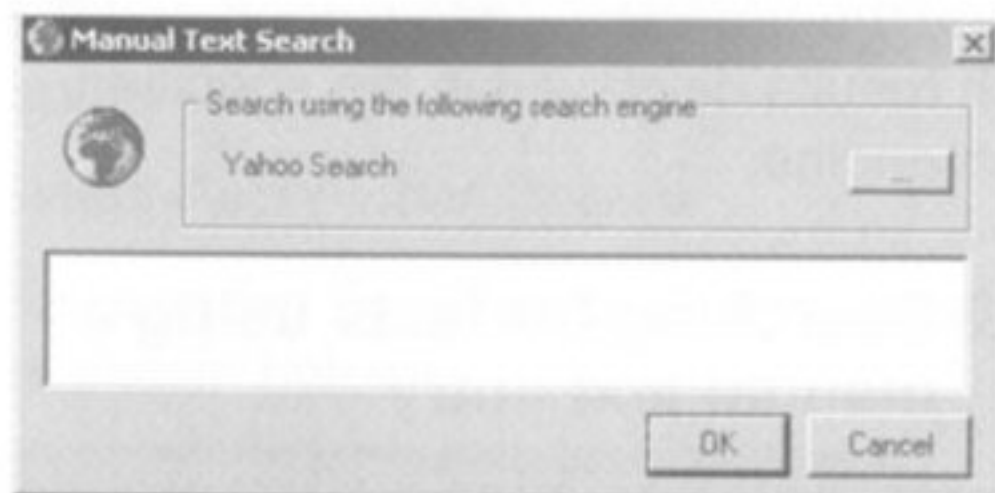 Manual Text Search
Search using the following search engine
Yahoo Search
...
OK
Cancel